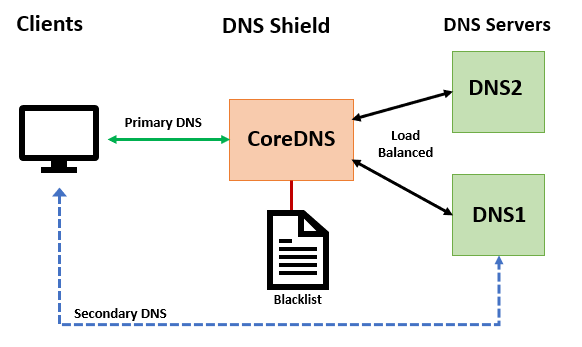 Clients
DNS Shield
DNS Servers
Primary DNS
CoreDNS
Load
Balanced
DNS2
DNS1
Blacklist
Secondary DNS